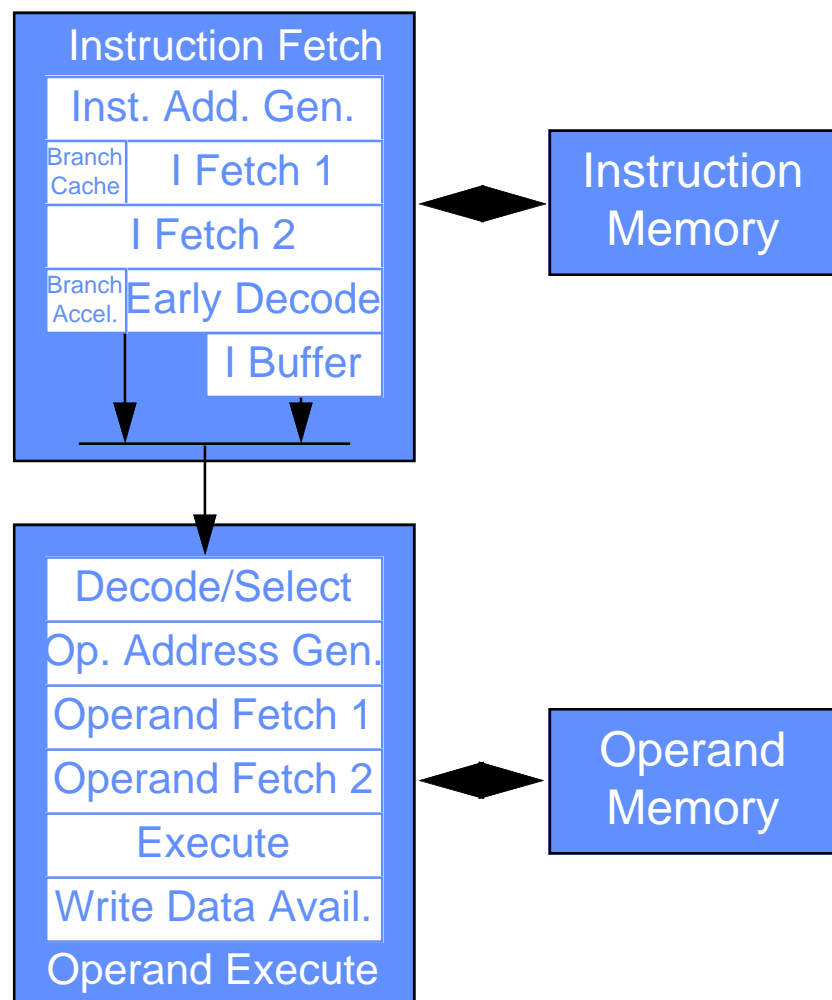 Instruction Fetch
Inst. Add. Gen.
Branch
Cache
I Fetch 1
I Fetch 2
Branch
Accel.
Early Decode
I Buffer
Instruction
Memory
Decode/Select
Op. Address Gen.
Operand Fetch 1
Operand Fetch 2
Execute
Write Data Avail.
Operand Execute
Operand
Memory